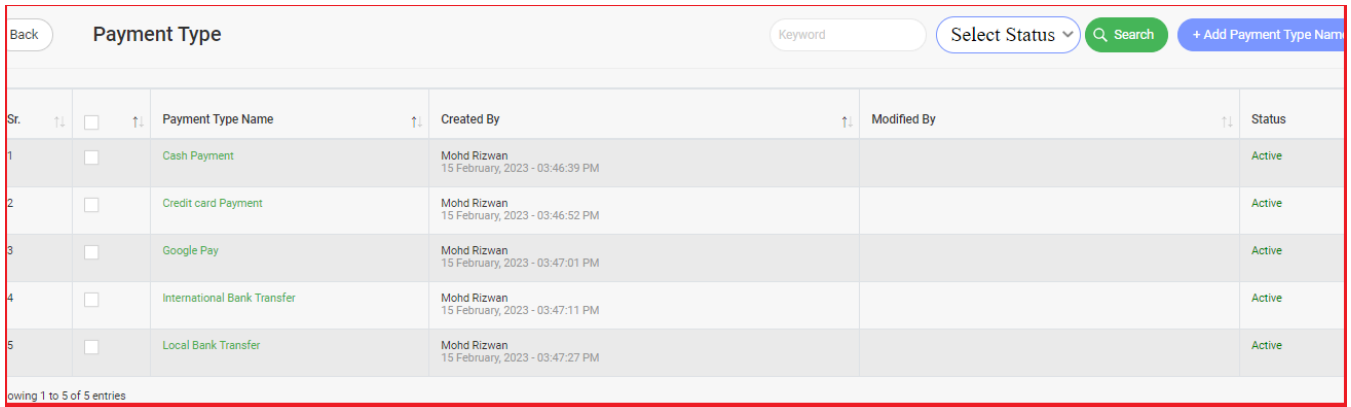 Back
Payment Type
Keyword
Select Status
Search
+ Add Payment Type Name
Sr. Payment Type Name Created By Modified By Status
1 Cash Payment Mohd Rizwan Active
15 February, 2023 - 03:46:39 PM
2 Credit card Payment Mohd Rizwan Active
15 February, 2023 - 03:46:52 PM
3 Google Pay Mohd Rizwan Active
15 February, 2023 - 03:47:01 PM
4 International Bank Transfer Mohd Rizwan Active
15 February, 2023 - 03:47:11 PM
5 Local Bank Transfer Mohd Rizwan Active
15 February, 2023 - 03:47:27 PM
owing 1 to 5 of 5 entries